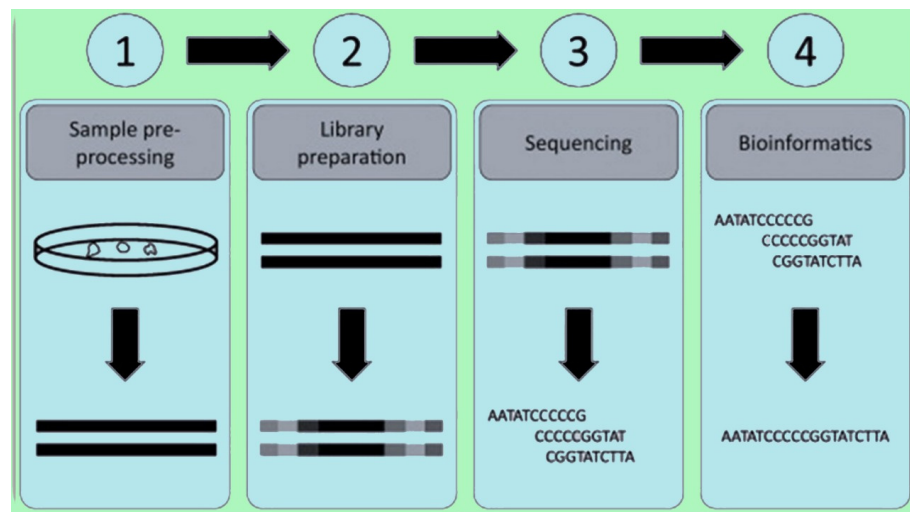 1
2
3
4
Sample pre-
processing
Library
preparation
Sequencing
Bioinformatics
AATATCCCCCG
CCCCCGGTAT
CGGTATCTTA
AATATCCCCCG
CCCCCGGTAT
CGGTATCTTA
AATATCCCCCGGTATCTTA